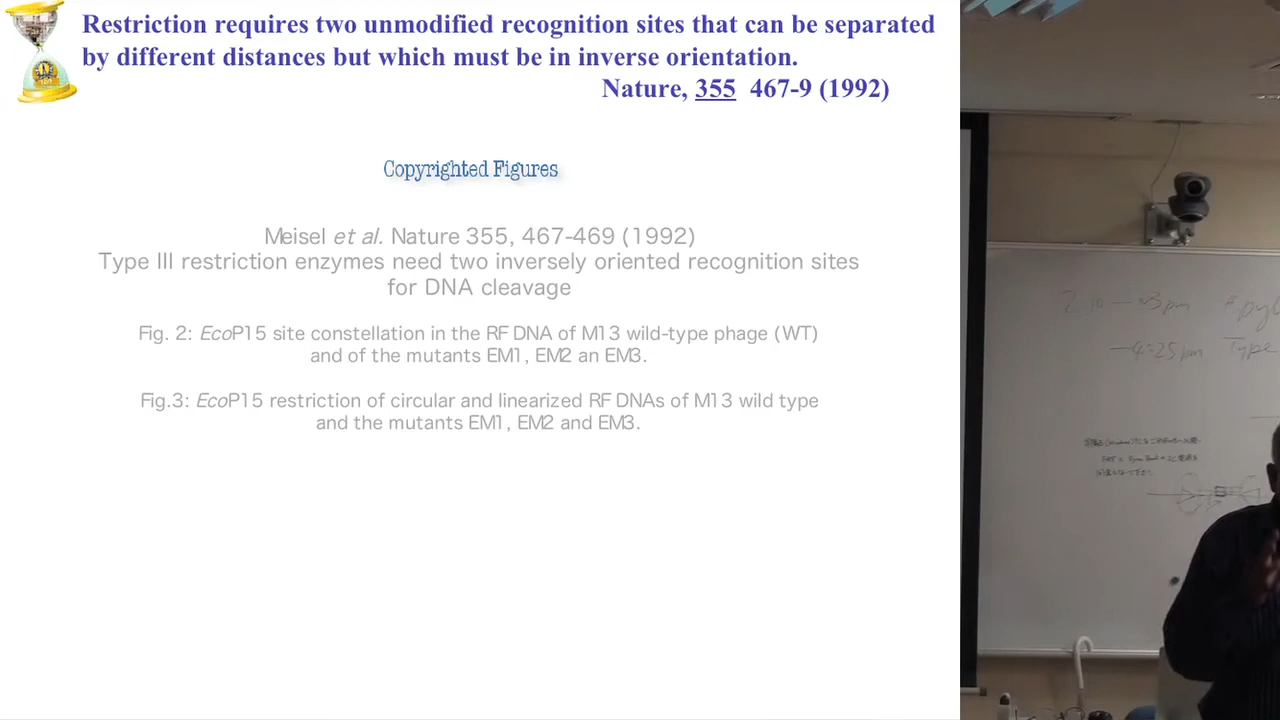 Restriction requires two unmodified recognition sites that can be separated
by different distances but which must be in inverse orientation.
Nature, 355 467-9 (1992)
Copyrighted Figures
Meisel et al. Nature 355, 467-469 (1992)
Type III restriction enzymes need two inversely oriented recognition sites
for DNA cleavage
Fig. 2: EcoP15 site constellation in the RF DNA of M13 wild-type phage (WT)
and of the mutants EM1, EM2 an EM3.
Fig.3: EcoP15 restriction of circular and linearized RF DNAs of M13 wild type
and the mutants EM1, EM2 and EM3.
Type